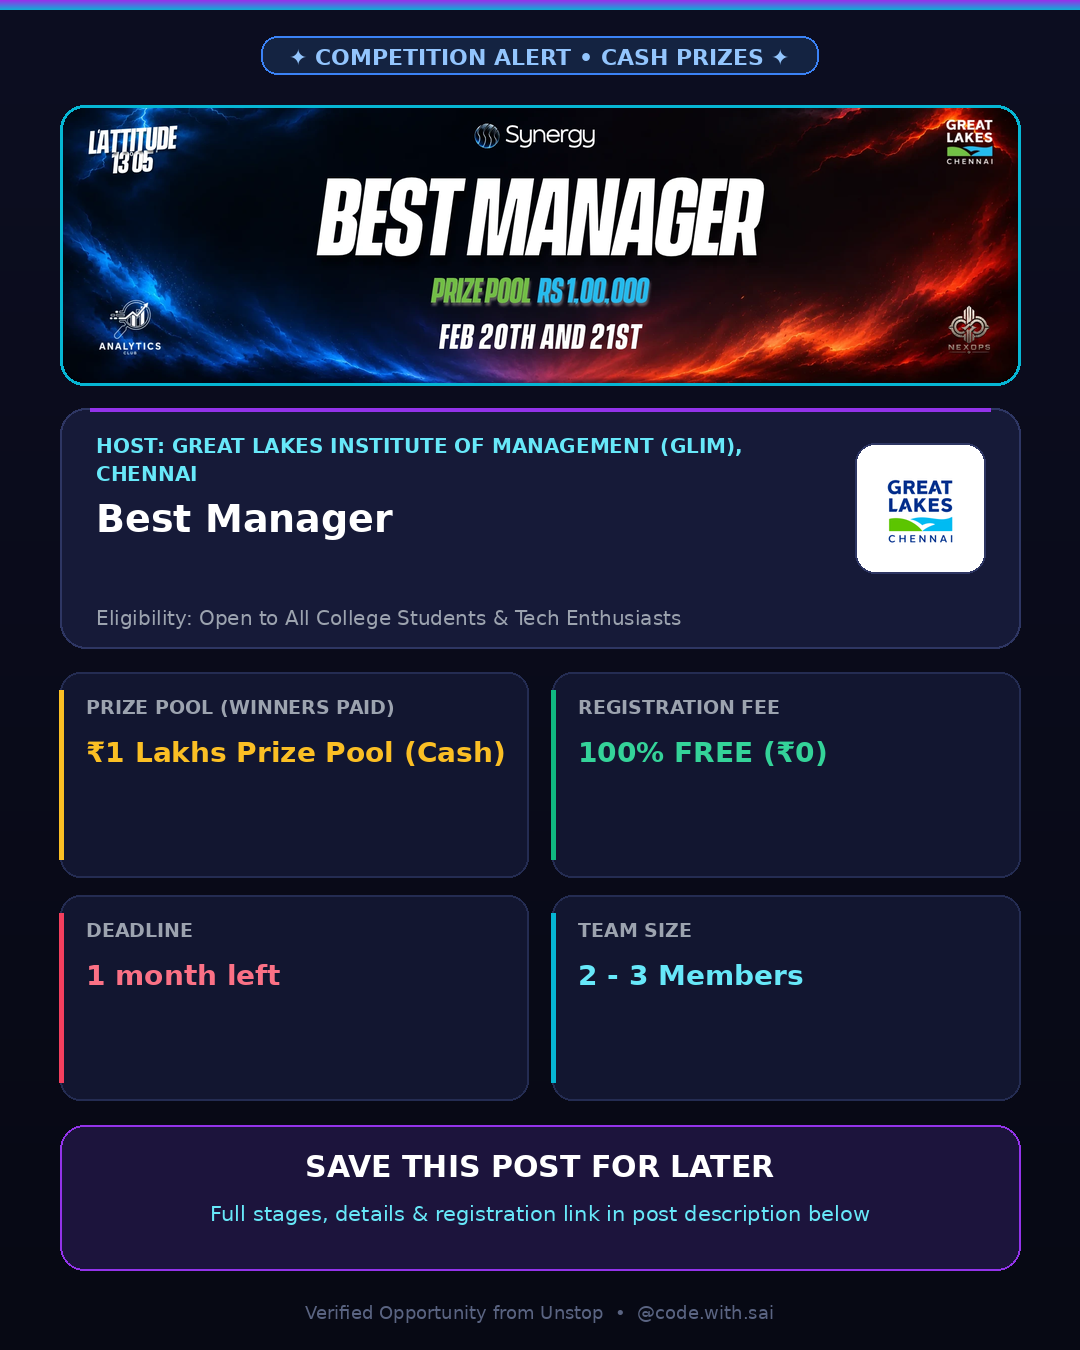 ✦ COMPETITION ALERT • CASH PRIZES ✦
L'ATTITUDE
13°05'
Synergy
GREAT
LAKES
CHENNAI
BEST MANAGER
PRIZE POOL RS 1,00,000
FEB 20TH AND 21ST
ANALYTICS
CLUB
NEXOPS
HOST: GREAT LAKES INSTITUTE OF MANAGEMENT (GLIM),
CHENNAI
Best Manager
GREAT
LAKES
CHENNAI
Eligibility: Open to All College Students & Tech Enthusiasts
PRIZE POOL (WINNERS PAID)
₹1 Lakhs Prize Pool (Cash)
REGISTRATION FEE
100% FREE (₹0)
DEADLINE
1 month left
TEAM SIZE
2 - 3 Members
SAVE THIS POST FOR LATER
Full stages, details & registration link in post description below
Verified Opportunity from Unstop • @code.with.sai